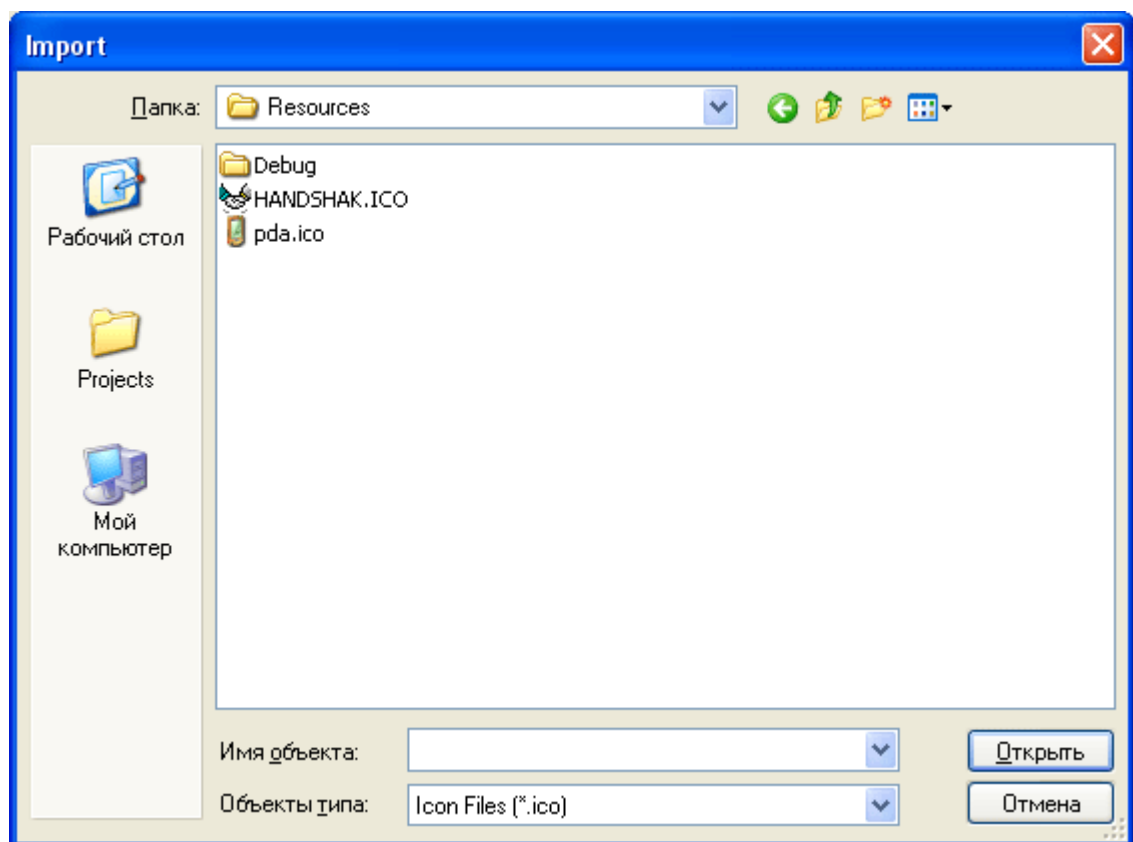 Import
Папка:
Resources
Debug
HANDSHAK.ICO
pda.ico
Рабочий стол
Projects
Мой
компьютер
Имя объекта:
Открыть
Объекты типа:
Icon Files (*.ico)
Отмена